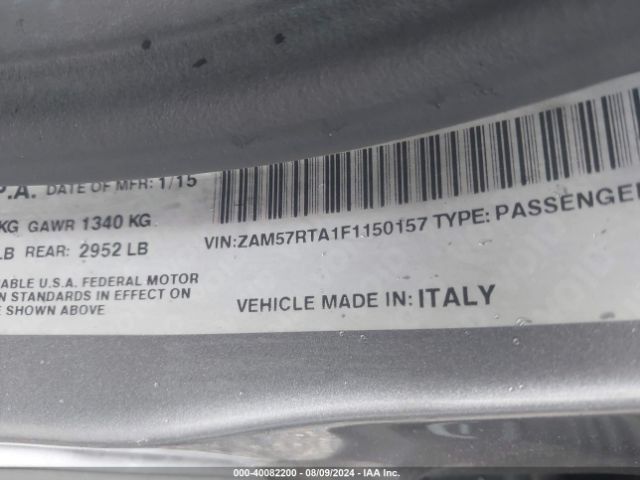 P.A. DATE OF MFR: 1/15
KG GAWR 1340 KG
LB REAR: 2952 LB
VIN:ZAM57RTA1F1150157 TYPE: PASSENGER
ABLE U.S.A. FEDERAL MOTOR
N STANDARDS IN EFFECT ON
E SHOWN ABOVE
VEHICLE MADE IN: ITALY
000-40082200 - 08/09/2024 - IAA Inc.